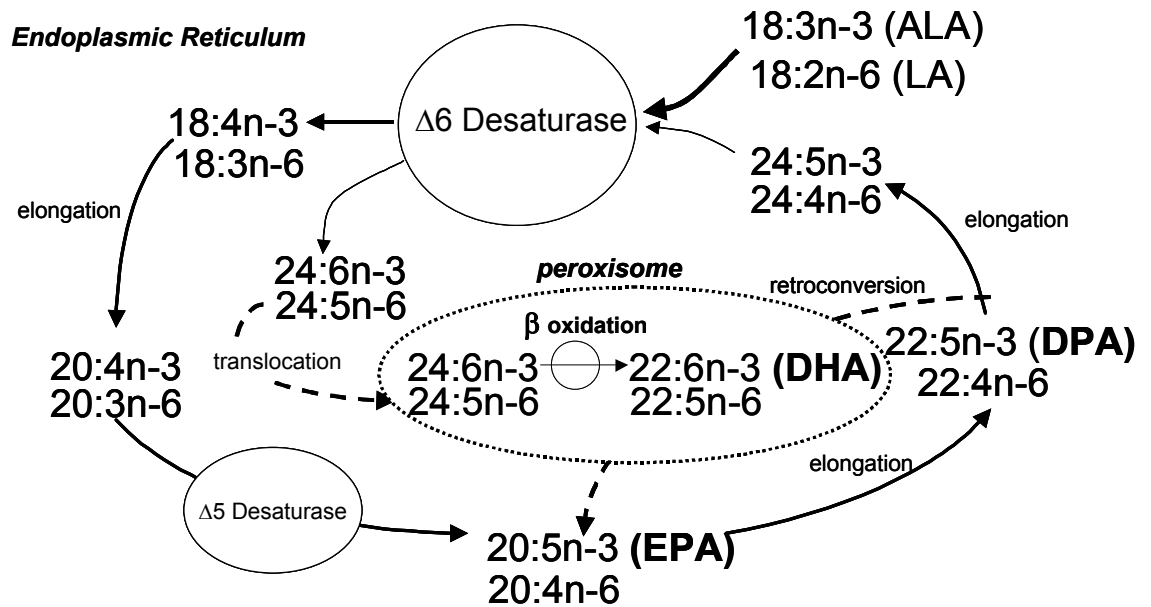 Endoplasmic Reticulum
18:3n-3 (ALA)
18:2n-6 (LA)
Δ6 Desaturase
18:4n-3
18:3n-6
24:5n-3
24:4n-6
elongation
elongation
24:6n-3
24:5n-6
peroxisome
retroconversion
β oxidation
translocation
24:6n-3
24:5n-6
22:6n-3 (DHA)
22:5n-6
22:5n-3 (DPA)
22:4n-6
20:4n-3
20:3n-6
elongation
Δ5 Desaturase
20:5n-3 (EPA)
20:4n-6